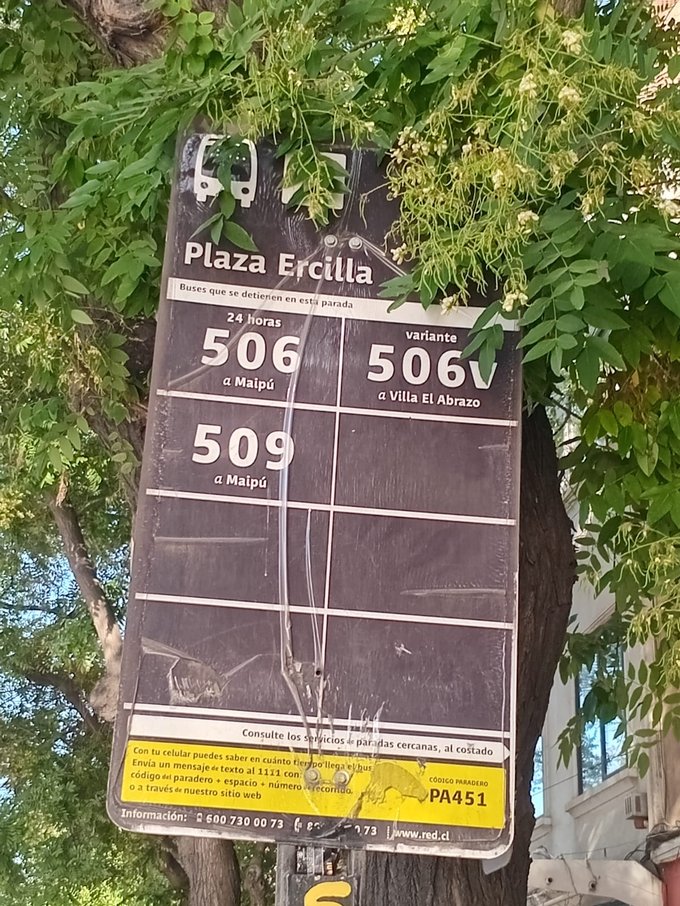 Plaza Ercilla
Buses que se detienen en esta parada
24 horas
506
a Maipú
variante
506v
a Villa El Abrazo
509
a Maipú
Consulte los servicios de paradas cercanas, al costado
Con tu celular puedes saber en cuánto tiempo llega el bus
Envía un mensaje de texto al 1111 con:
código del paradero + espacio + número de recorrido.
o a través de nuestro sitio web
CÓDIGO PARADERO
PA451
Información: 600 730 00 73 73 www.red.cl